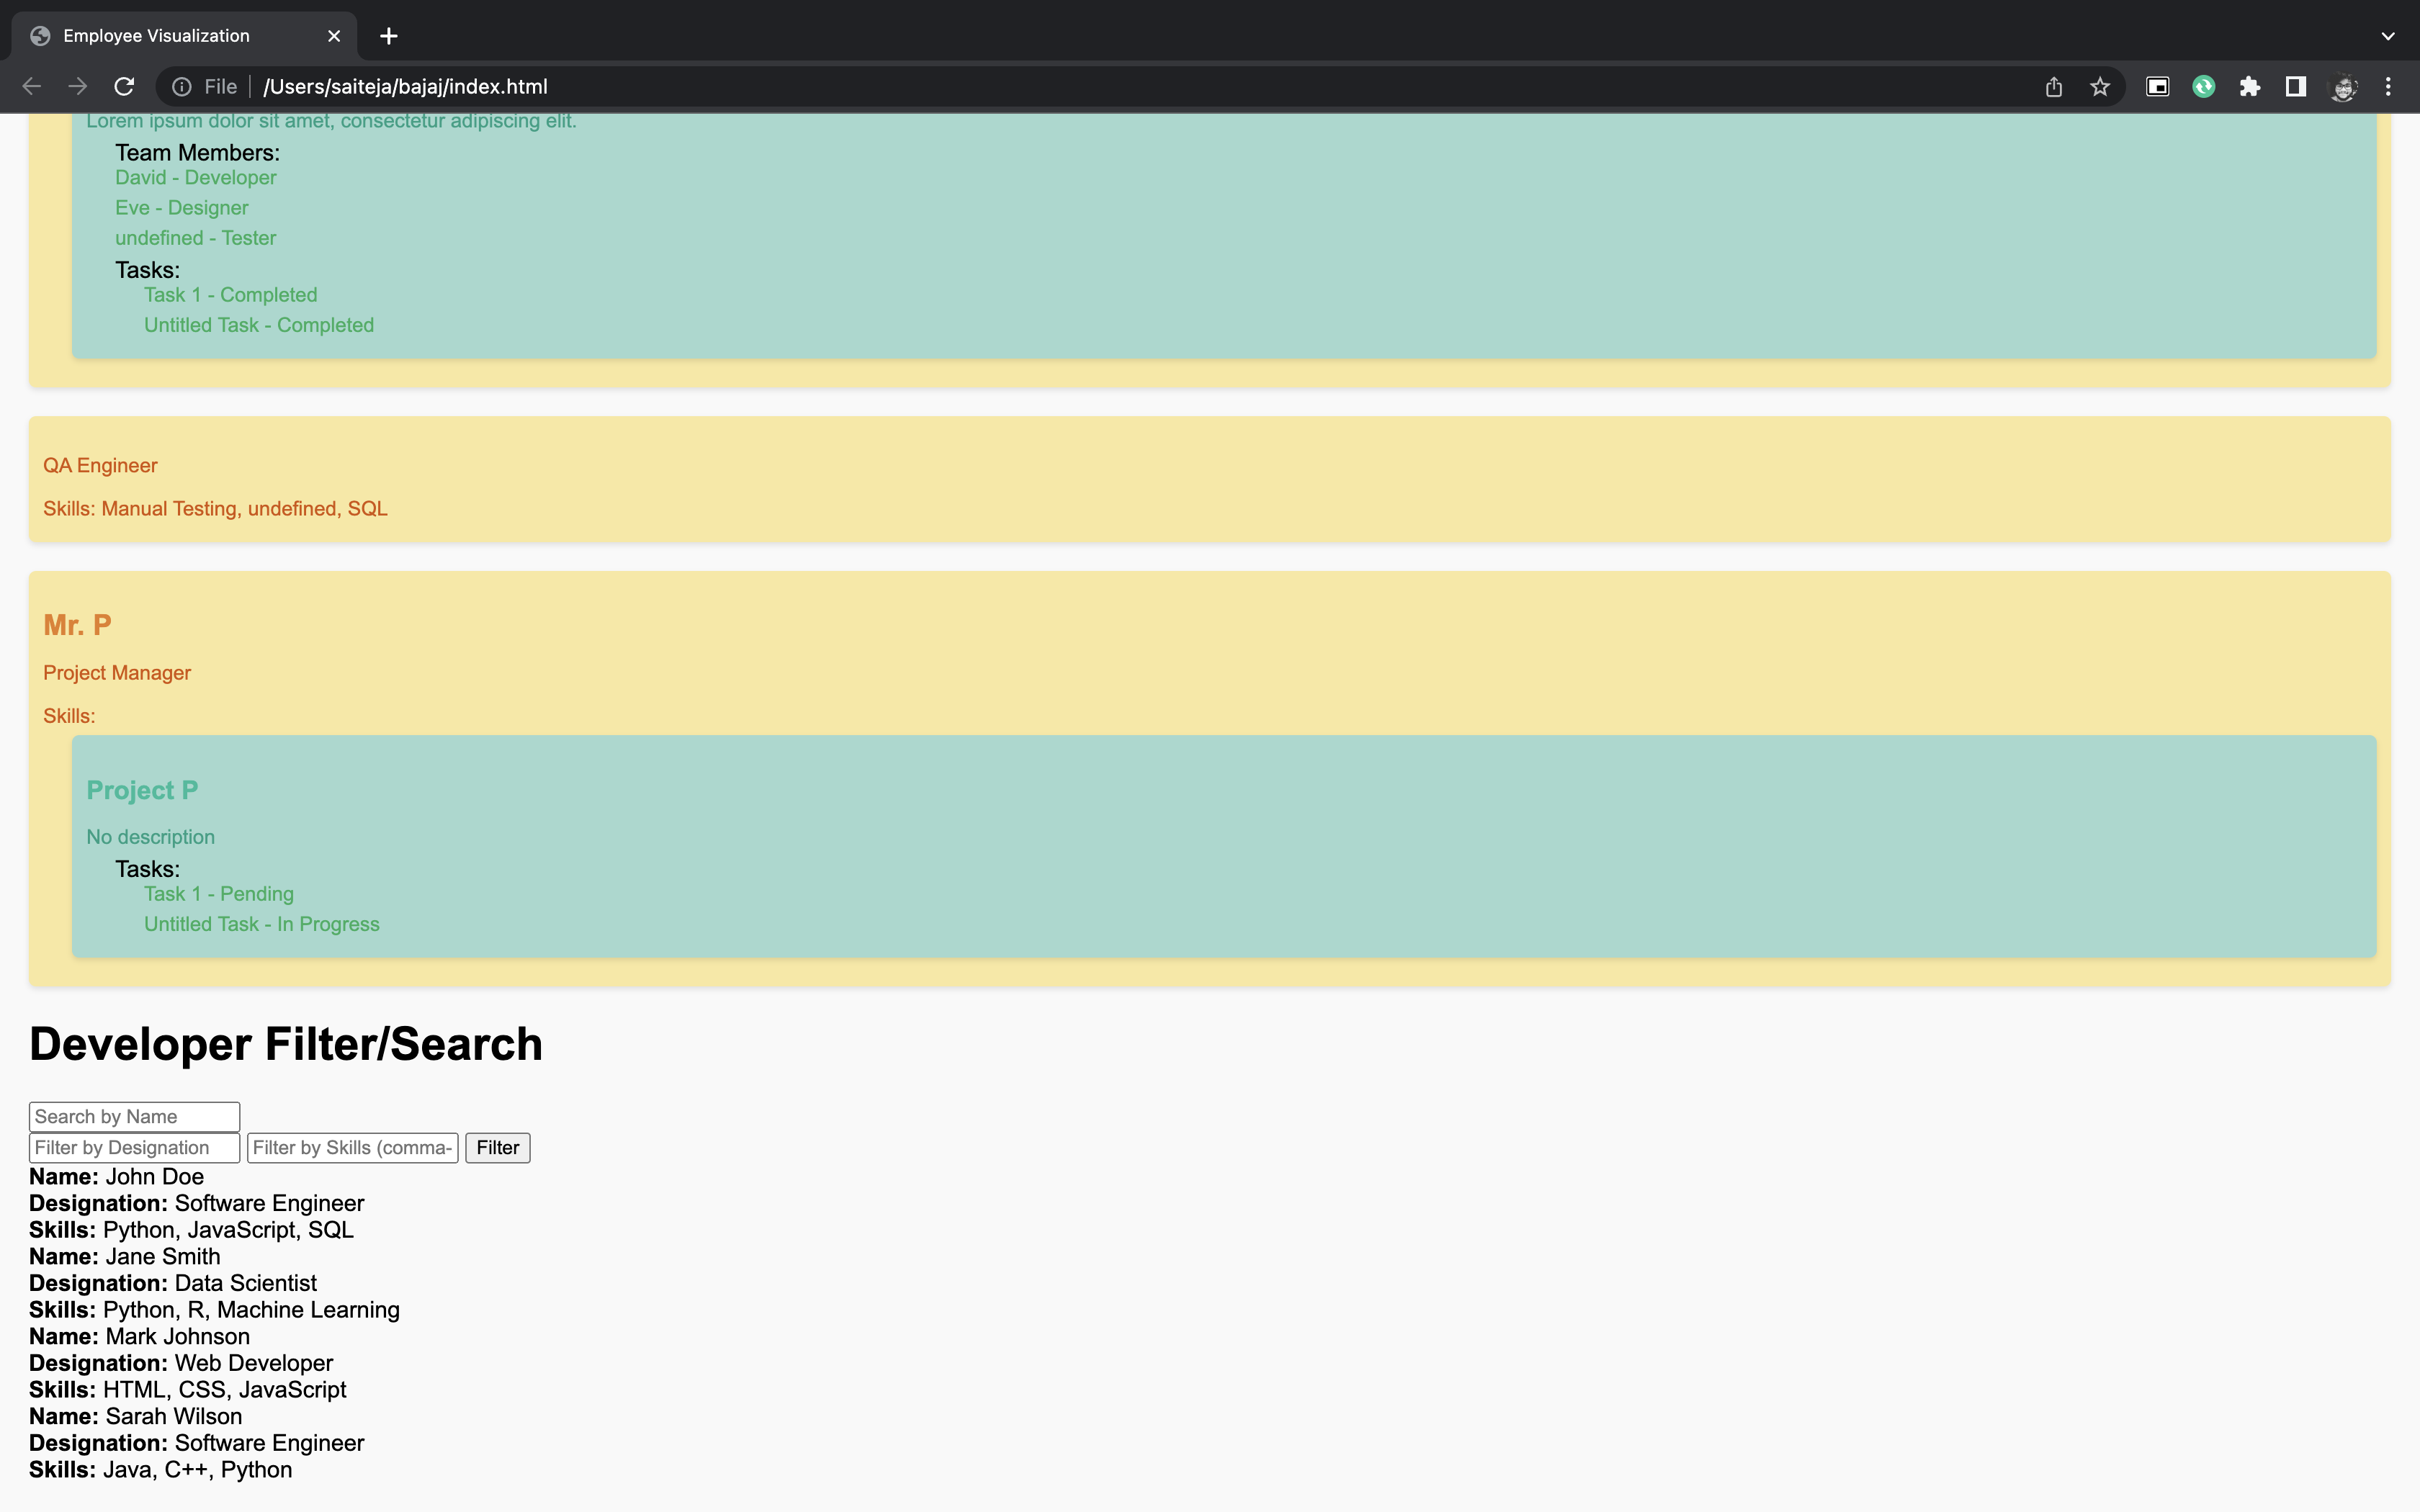 Employee Visualization
File /Users/saiteja/bajaj/index.html
Lorem ipsum dolor sit amet, consectetur adipiscing elit.
Team Members:
David - Developer
Eve - Designer
undefined - Tester
Tasks:
Task 1 - Completed
Untitled Task - Completed
QA Engineer
Skills: Manual Testing, undefined, SQL
Mr. P
Project Manager
Skills:
Project P
No description
Tasks:
Task 1 - Pending
Untitled Task - In Progress
Developer Filter/Search
Search by Name
Filter by Designation Filter by Skills (comma- Filter
Name: John Doe
Designation: Software Engineer
Skills: Python, JavaScript, SQL
Name: Jane Smith
Designation: Data Scientist
Skills: Python, R, Machine Learning
Name: Mark Johnson
Designation: Web Developer
Skills: HTML, CSS, JavaScript
Name: Sarah Wilson
Designation: Software Engineer
Skills: Java, C++, Python